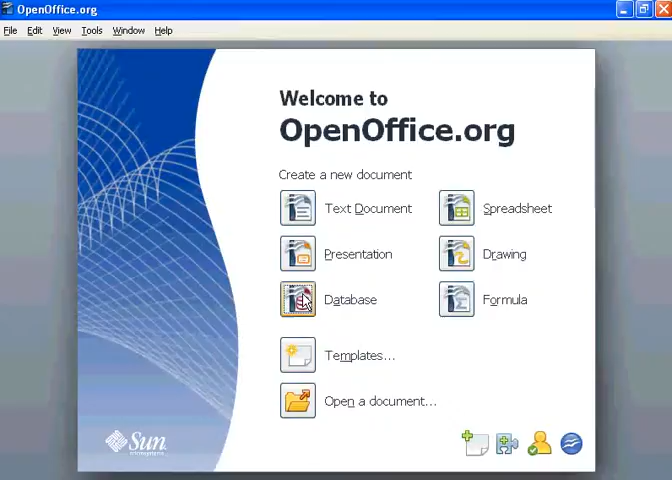 OpenOffice.org
File Edit View Tools Window Help
Welcome to
OpenOffice.org
Create a new document
Text Document Spreadsheet
Presentation Drawing
Database Formula
Templates...
Open a document...
Sun
microsystems